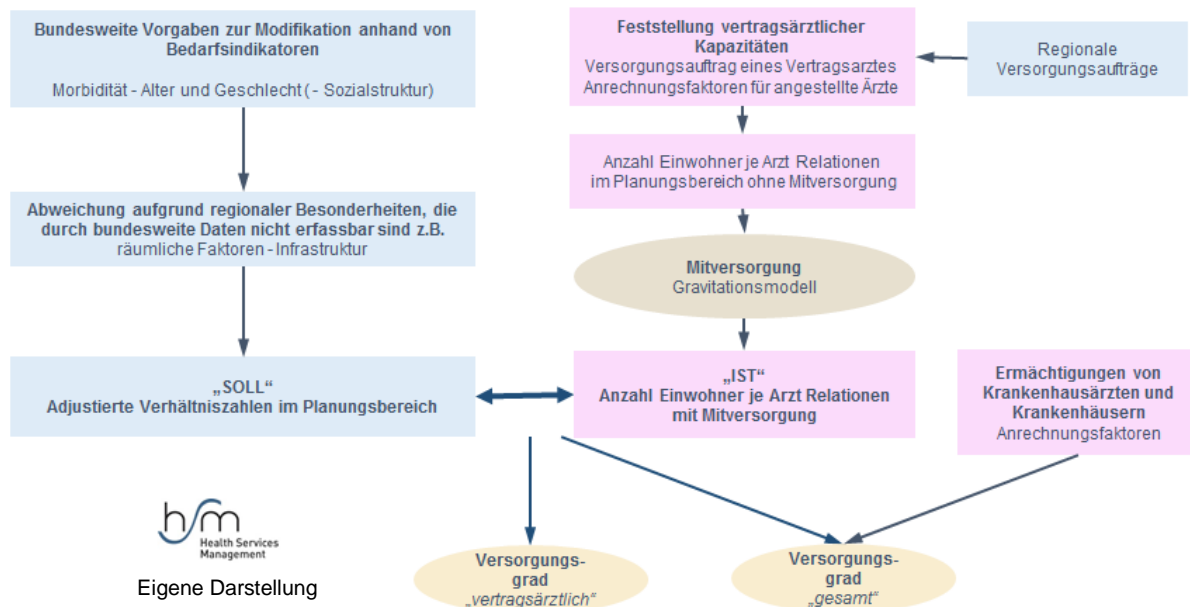 Bundesweite Vorgaben zur Modifikation anhand von
Bedarfsindikatoren
Morbidität - Alter und Geschlecht ( - Sozialstruktur)
Feststellung vertragsärztlicher
Kapazitäten
Versorgungsauftrag eines Vertragsarztes
Anrechnungsfaktoren für angestellte Ärzte
Regionale
Versorgungsaufträge
Anzahl Einwohner je Arzt Relationen
im Planungsbereich ohne Mitversorgung
Abweichung aufgrund regionaler Besonderheiten, die
durch bundesweite Daten nicht erfassbar sind z.B.
räumliche Faktoren - Infrastruktur
Mitversorgung
Gravitationsmodell
„SOLL“
Adjustierte Verhältniszahlen im Planungsbereich
„IST“
Anzahl Einwohner je Arzt Relationen
mit Mitversorgung
Ermächtigungen von
Krankenhausärzten und
Krankenhäusern
Anrechnungsfaktoren
hsm
Health Services
Management
Eigene Darstellung
Versorgungs-
grad
„vertragsärztlich“
Versorgungs-
grad
„gesamt“